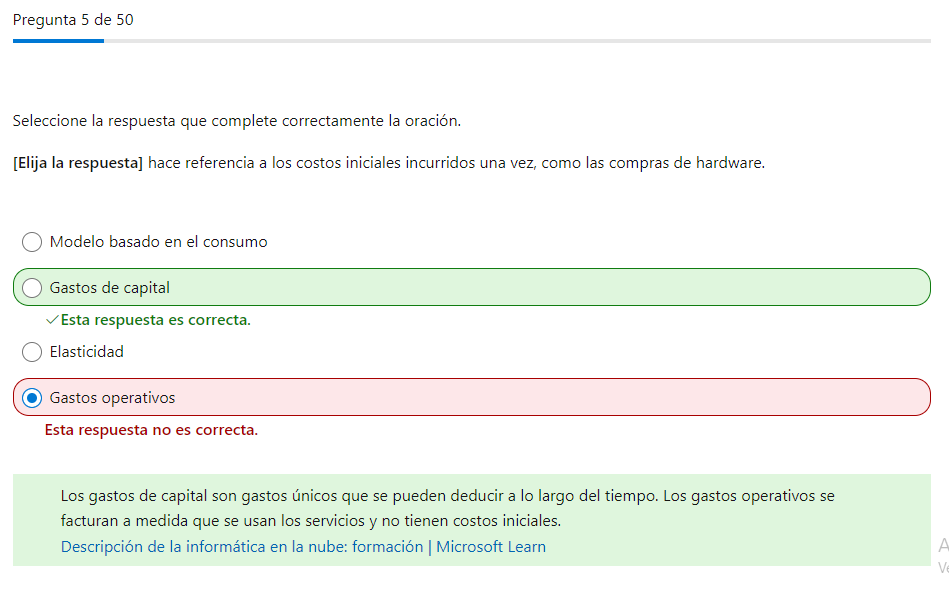 Pregunta 5 de 50
Seleccione la respuesta que complete correctamente la oración.
[Elija la respuesta] hace referencia a los costos iniciales incurridos una vez, como las compras de hardware.
Modelo basado en el consumo
Gastos de capital
Esta respuesta es correcta.
Elasticidad
Gastos operativos
Esta respuesta no es correcta.
Los gastos de capital son gastos únicos que se pueden deducir a lo largo del tiempo. Los gastos operativos se
facturan a medida que se usan los servicios y no tienen costos iniciales.
Descripción de la informática en la nube: formación | Microsoft Learn
A
Ve